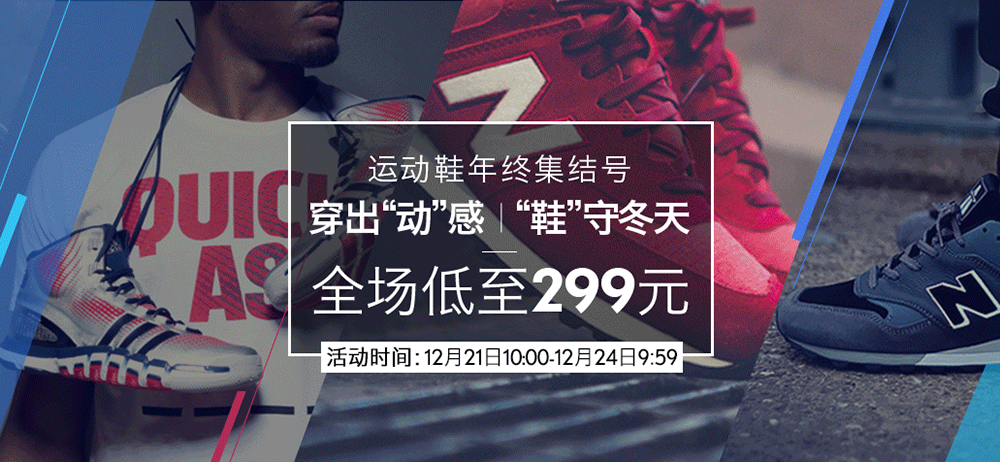 运动鞋年终集结号
穿出“动”感 | “鞋”守冬天
全场低至299元
活动时间：12月21日10:00-12月24日9:59
QUICK
AS
N
N